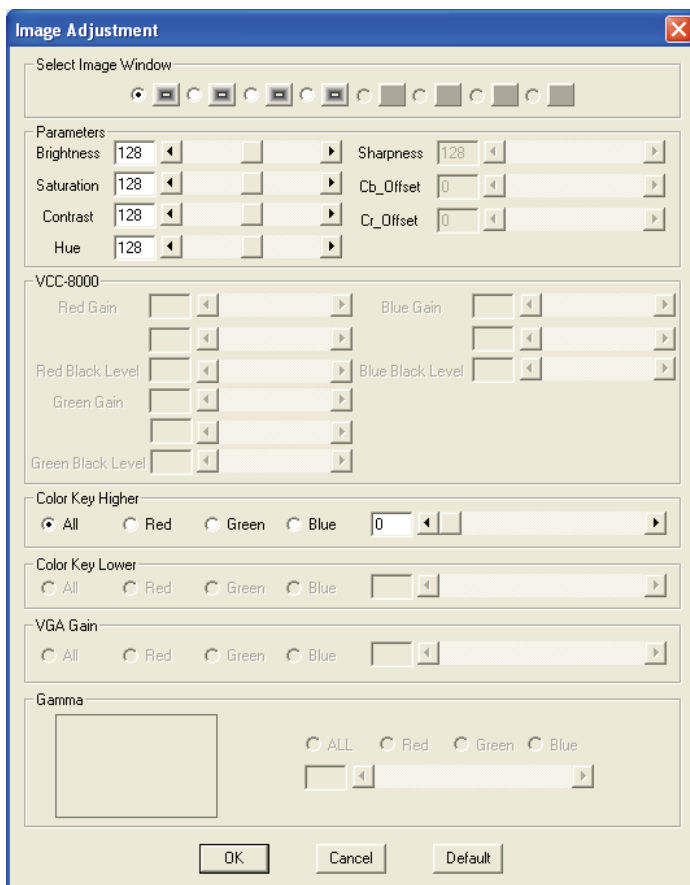 Image Adjustment
Select Image Window
Parameters
Brightness 128 Sharpness 128
Saturation 128 Cb_Offset 0
Contrast 128 Cr_Offset 0
Hue 128
VCC-8000
Red Gain Blue Gain
Red Black Level Blue Black Level
Green Gain
Green Black Level
Color Key Higher
All Red Green Blue 0
Color Key Lower
All Red Green Blue
VGA Gain
All Red Green Blue
Gamma
ALL Red Green Blue
OK Cancel Default